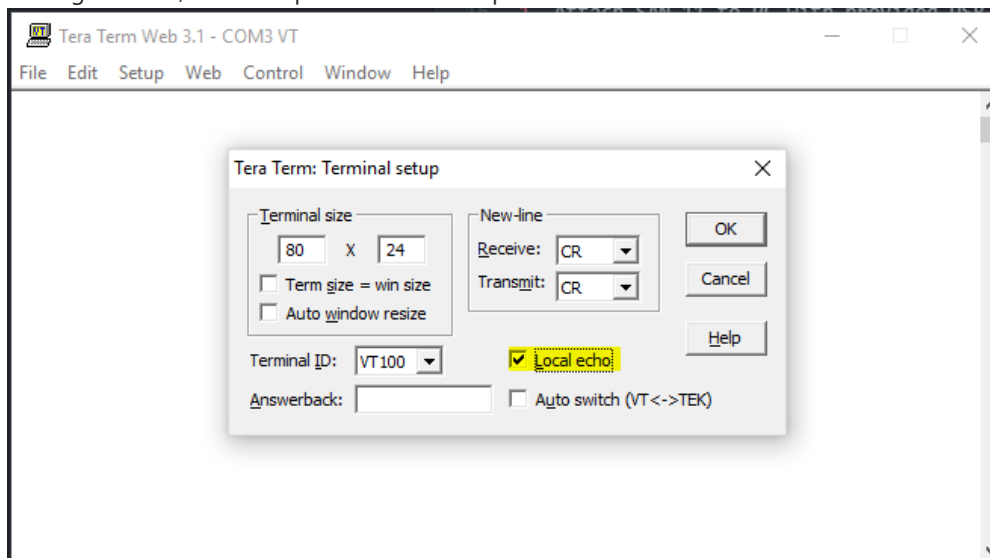 Tera Term Web 3.1 - COM3 VT
File Edit Setup Web Control Window Help
Tera Term: Terminal setup
Terminal size
80 X 24
Term size = win size
Auto window resize
New-line
Receive: CR
Transmit: CR
OK
Cancel
Help
Terminal ID: VT100
Local echo
Answerback:
Auto switch (VT<->TEK)